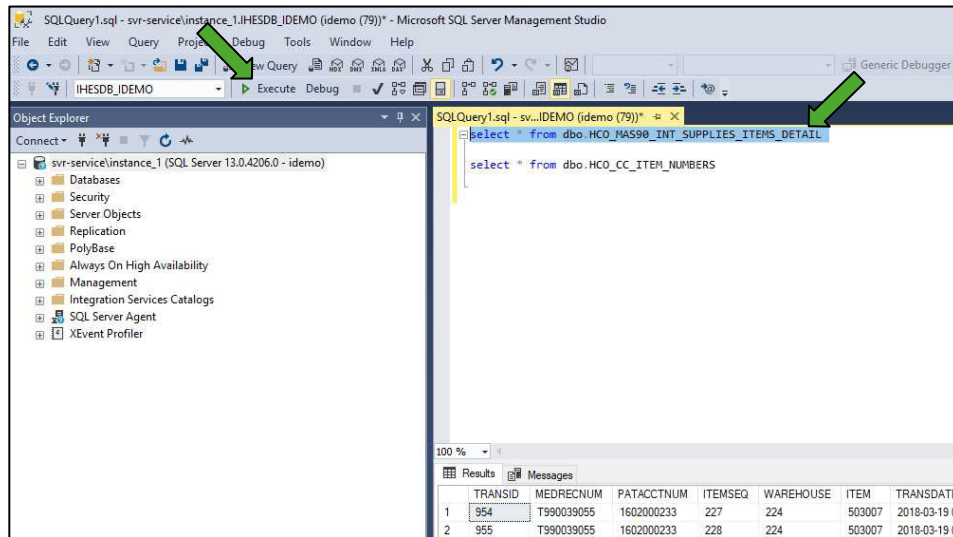 SQLQuery1.sql - svr-service\instance_1.IHESDB_IDEMO (idemo (79))* - Microsoft SQL Server Management Studio
File Edit View Query Debug Tools Window Help
Query Generic Debugger
IHESDB_IDEMO Execute Debug
Object Explorer
Connect
svr-service\instance_1 (SQL Server 13.0.4206.0 - idemo)
Databases
Security
Server Objects
Replication
PolyBase
Always On High Availability
Management
Integration Services Catalogs
SQL Server Agent
XEvent Profiler
SQLQuery1.sql - sv...IDEMO (idemo (79))*
select * from dbo.HCO_MAS90_INT_SUPPLIES_ITEMS_DETAIL
select * from dbo.HCO_CC_ITEM_NUMBERS
100 %
Results Messages
TRANSID MEDRECNUM PATACCTNUM ITEMSEQ WAREHOUSE ITEM
1 954 T990039055 1602000233 227 224 503007 2018-03-19
2 955 T990039055 1602000233 228 224 503007 2018-03-19